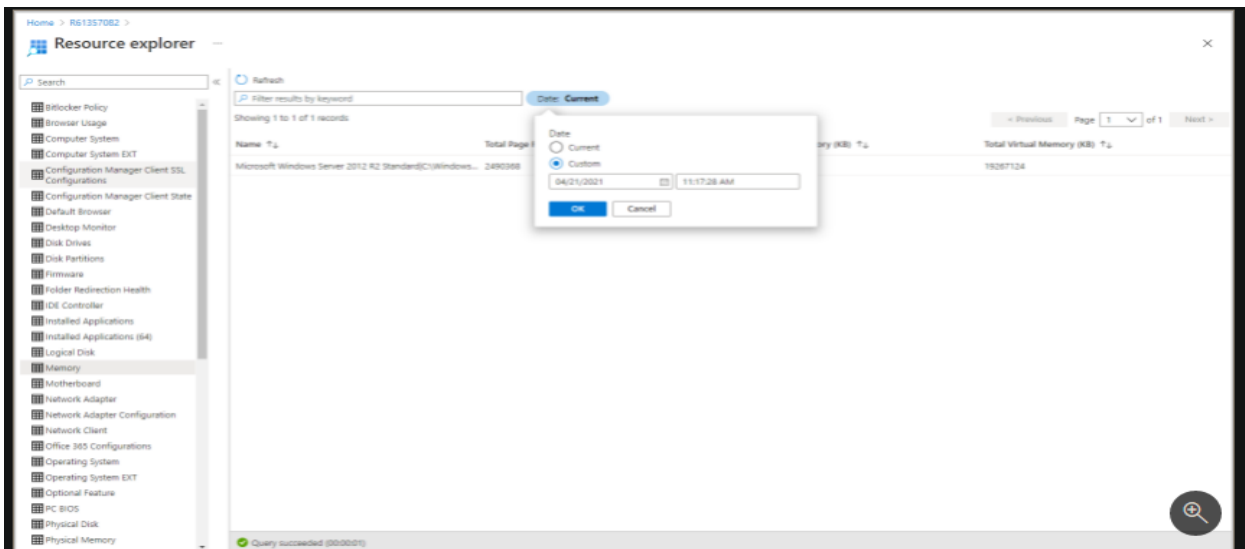 Home > R61357082 >
Resource explorer
Search
Refresh
Filter results by keyword
Date: Current
Showing 1 to 1 of 1 records
< Previous Page 1 of 1 Next >
Name Total Page ory (KB) Total Virtual Memory (KB)
Microsoft Windows Server 2012 R2 Standard|C:\Windows... 2490368 19267124
Date
Current
Custom
04/21/2021 11:17:28 AM
OK Cancel
Bitlocker Policy
Browser Usage
Computer System
Computer System EXT
Configuration Manager Client SSL
Configurations
Configuration Manager Client State
Default Browser
Desktop Monitor
Disk Drives
Disk Partitions
Firmware
Folder Redirection Health
IDE Controller
Installed Applications
Installed Applications (64)
Logical Disk
Memory
Motherboard
Network Adapter
Network Adapter Configuration
Network Client
Office 365 Configurations
Operating System
Operating System EXT
Optional Feature
PC BIOS
Physical Disk
Physical Memory
Query succeeded (00:00:01)